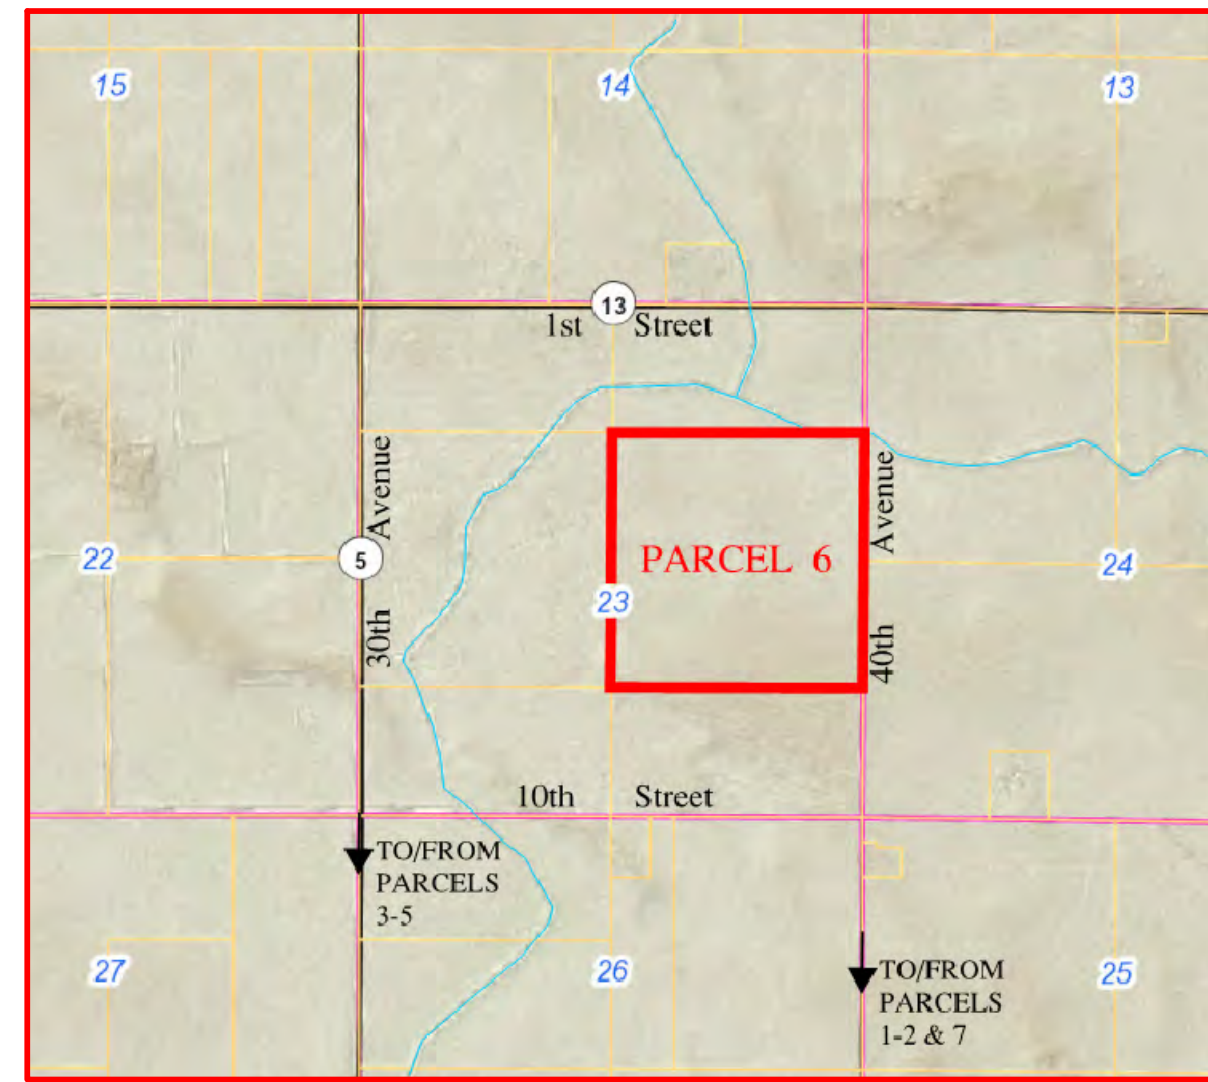 15
14
13
13
1st Street
Avenue
Avenue
22
5
PARCEL 6
24
23
30th
40th
10th Street
TO/FROM
PARCELS
3-5
27
26
TO/FROM
PARCELS
1-2 & 7
25